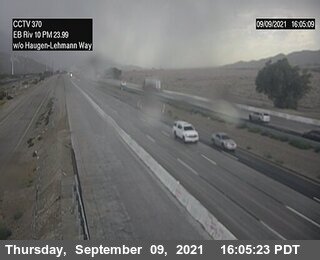 CCTV 370
EB Riv 10 PM 23.99
w/o Haugen-Lehmann Way
09/09/2021 16:05:09
Thursday, September 09, 2021 16:05:23 PDT